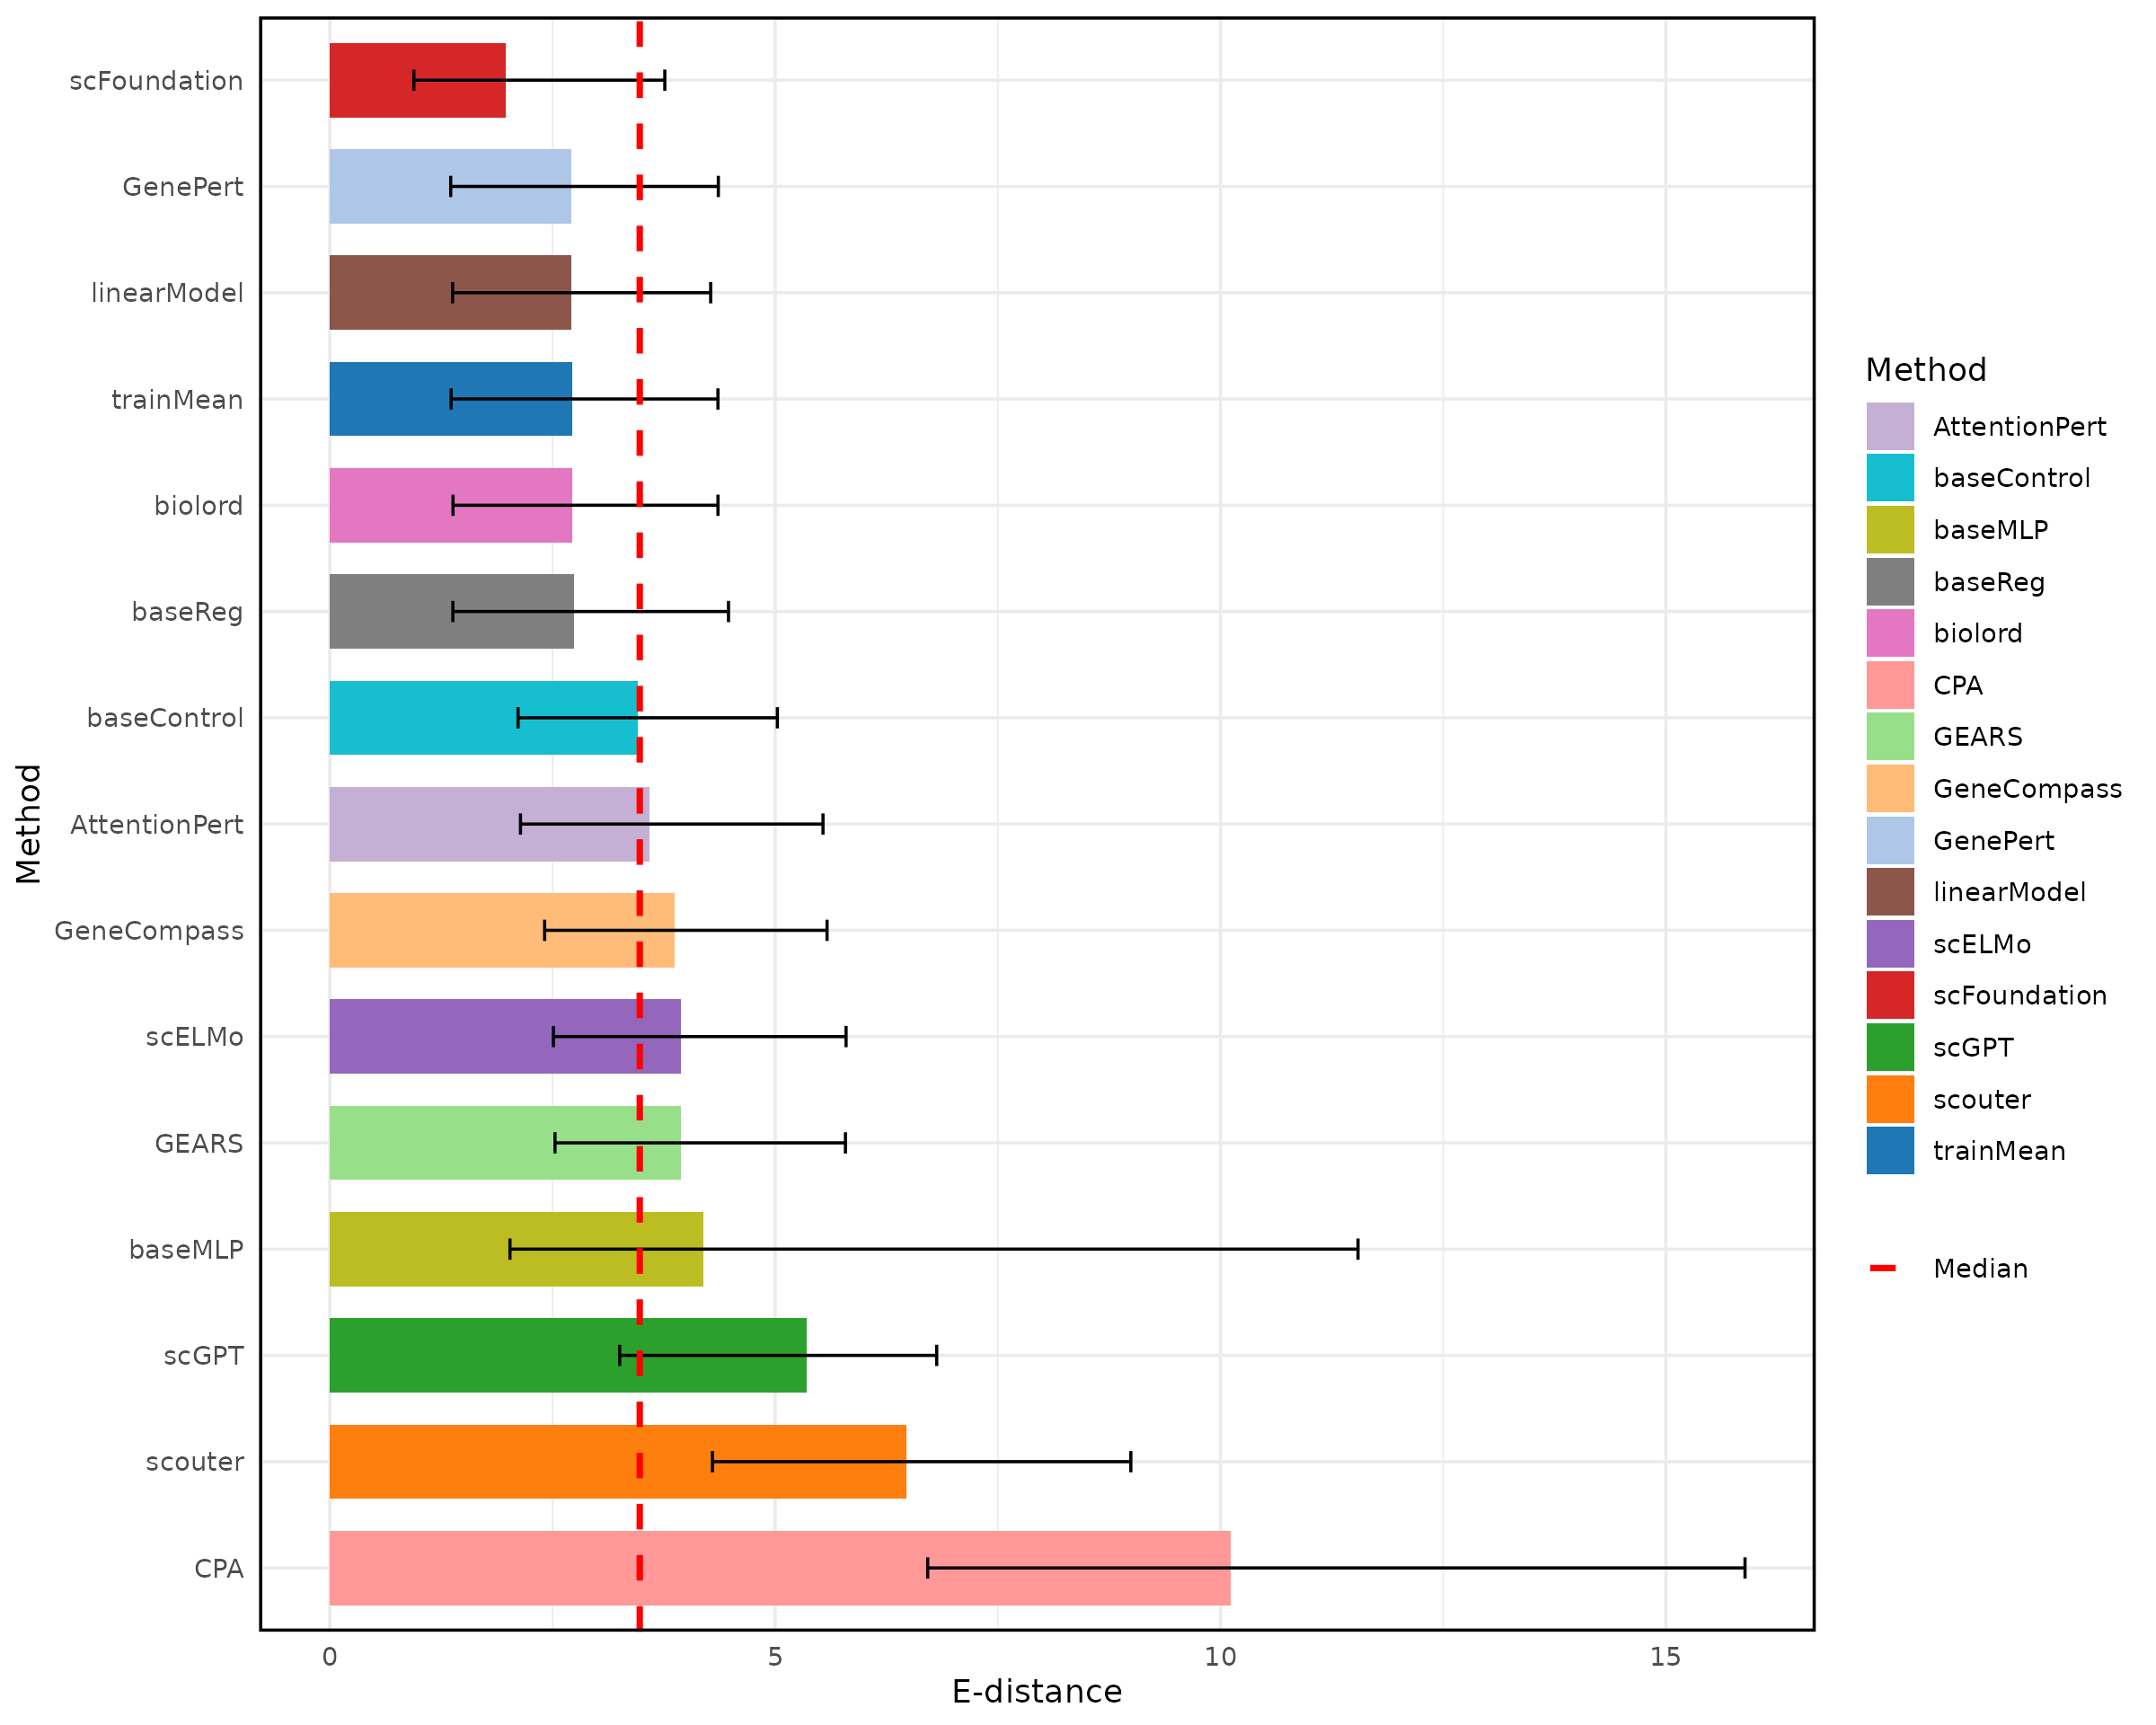 Method
scFoundation
GenePert
linearModel
trainMean
biolord
baseReg
baseControl
AttentionPert
GeneCompass
scELMo
GEARS
baseMLP
scGPT
scouter
CPA
0 5 10 15
E-distance
Method
AttentionPert
baseControl
baseMLP
baseReg
biolord
CPA
GEARS
GeneCompass
GenePert
linearModel
scELMo
scFoundation
scGPT
scouter
trainMean
Median